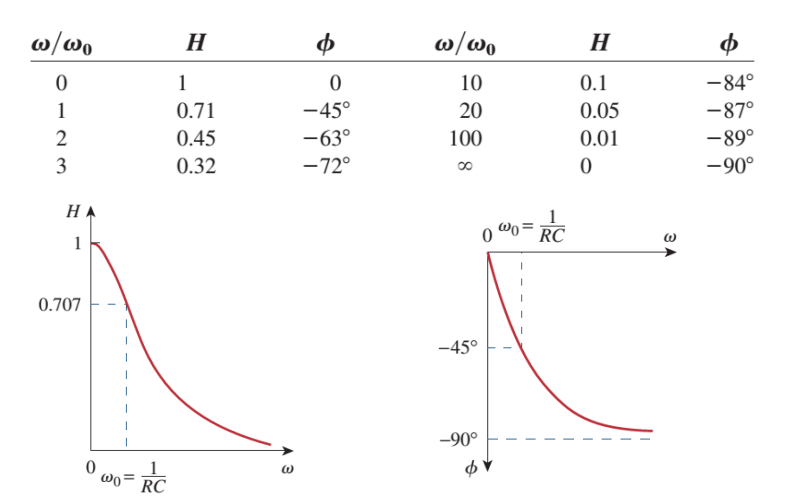 ω/ω₀ H ϕ ω/ω₀ H ϕ
0 1 0 10 0.1 −84°
1 0.71 −45° 20 0.05 −87°
2 0.45 −63° 100 0.01 −89°
3 0.32 −72° ∞ 0 −90°
H
1
0.707
0 ω₀ = 1/RC ω
0 ω₀ = 1/RC ω
−45°
−90°
ϕ